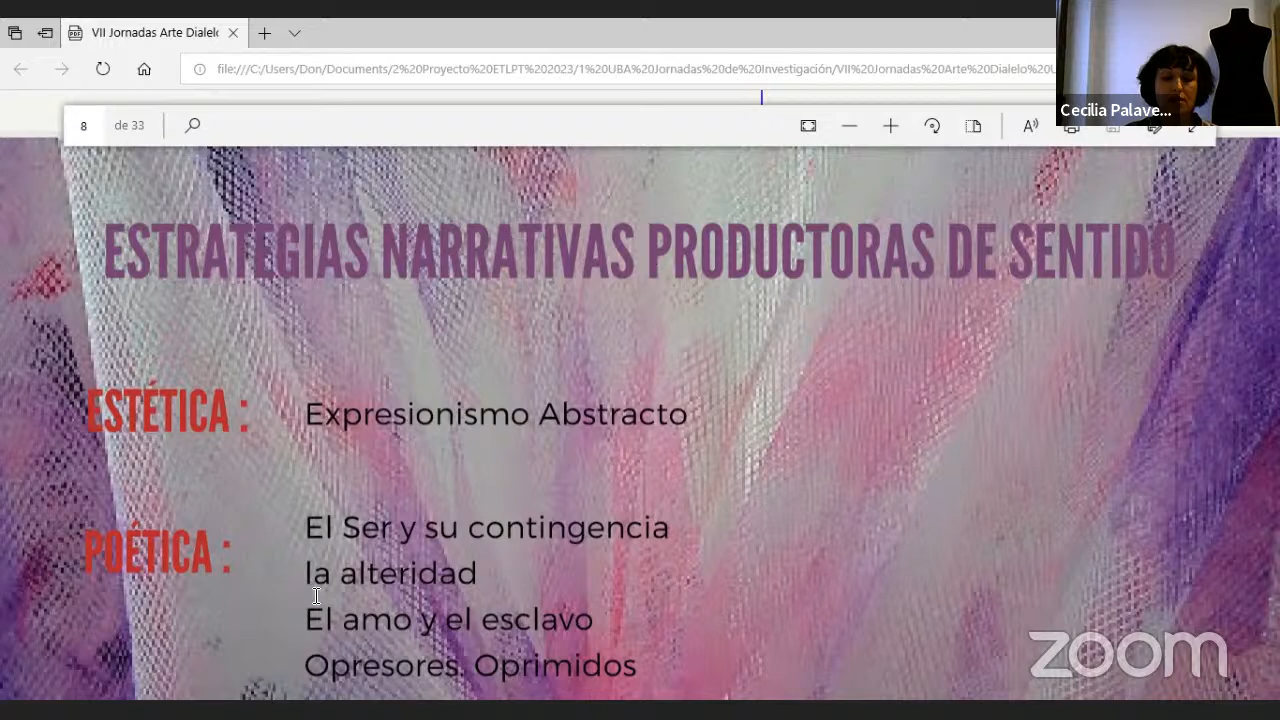 VII Jornadas Arte Dialelo
file:///C:/Users/Don/Documents/2%20Proyecto%20ETLPT%202023/1%20UBA%20Jornadas%20de%20Investigación/VII%20Jornadas%20Arte%20Dialelo%20U
Cecilia Palave...
8 de 33
ESTRATEGIAS NARRATIVAS PRODUCTORAS DE SENTIDO
ESTÉTICA : Expresionismo Abstracto
POÉTICA : El Ser y su contingencia
la alteridad
El amo y el esclavo
Opresores. Oprimidos
zoom